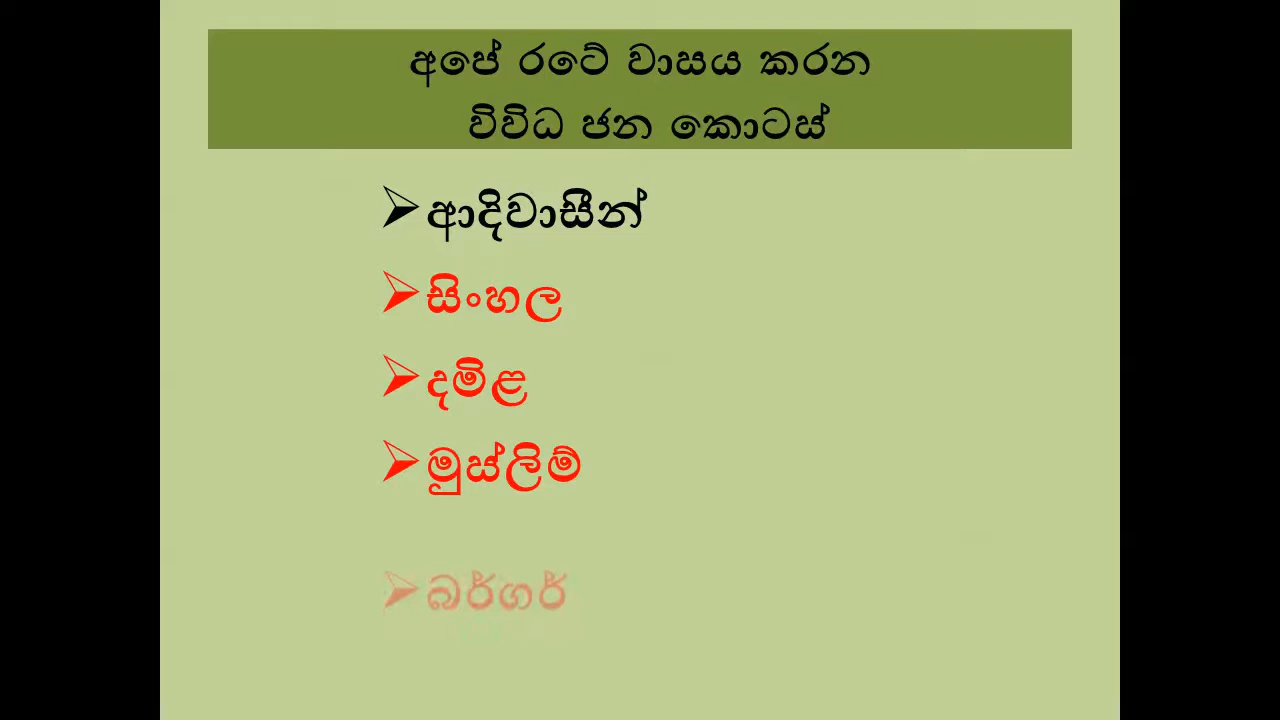 අපේ රටේ වාසය කරන
විවිධ ජන කොටස්
ආදිවාසීන්
සිංහල
දමිළ
මුස්ලිම්
බර්ගර්